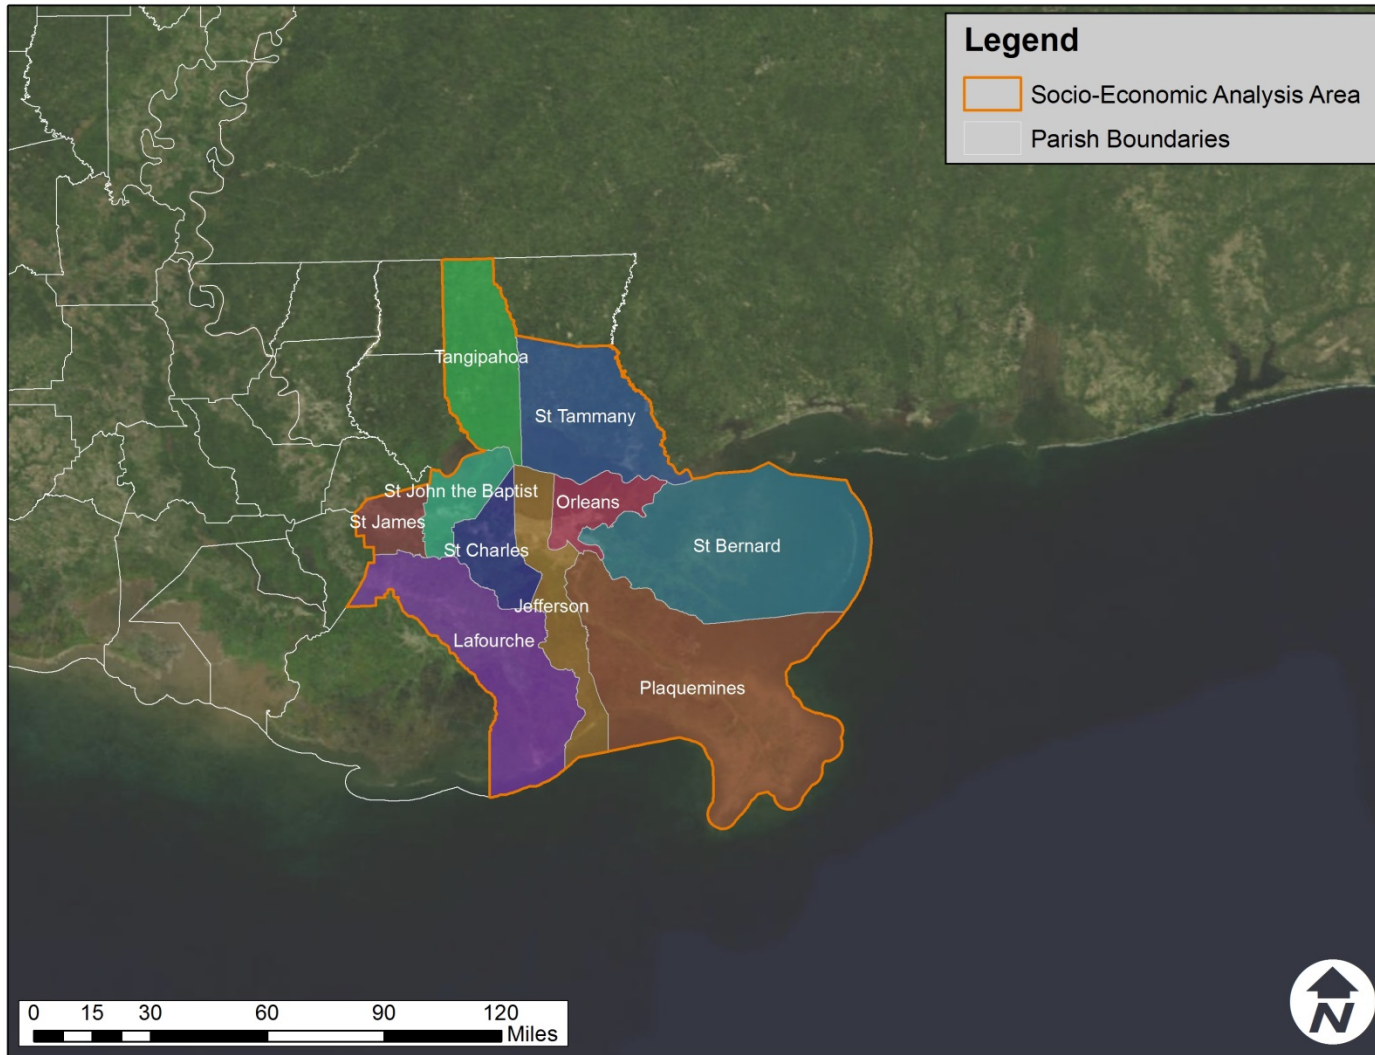 Legend
Socio-Economic Analysis Area
Parish Boundaries
Tangipahoa
St Tammany
St John the Baptist
Orleans
St James
St Charles
St Bernard
Jefferson
Lafourche
Plaquemines
0 15 30 60 90 120
Miles
N